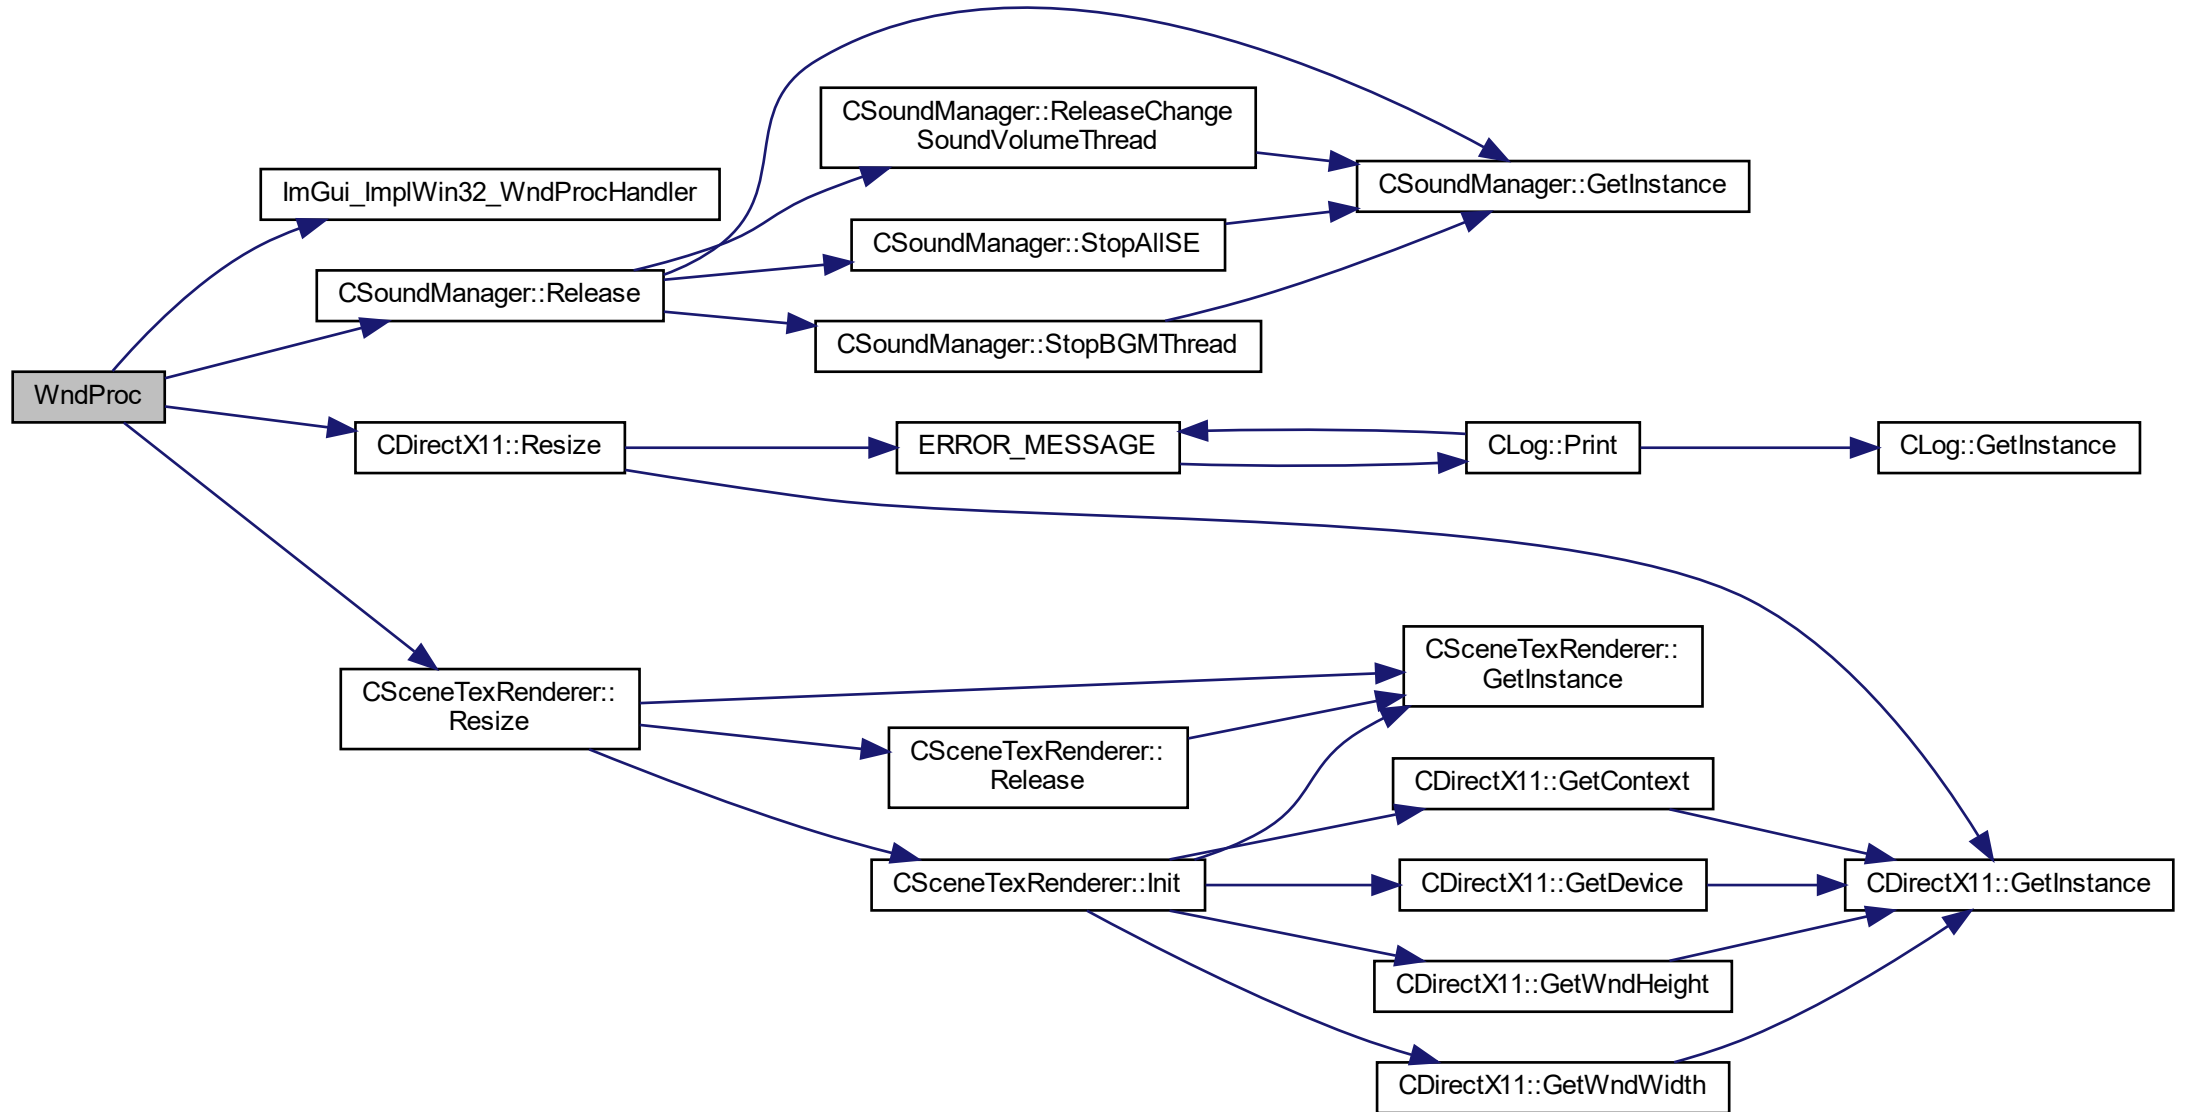 CSoundManager::ReleaseChange
SoundVolumeThread
ImGui_ImplWin32_WndProcHandler
CSoundManager::GetInstance
CSoundManager::StopAllSE
CSoundManager::Release
CSoundManager::StopBGMThread
WndProc
CDirectX11::Resize
ERROR_MESSAGE
CLog::Print
CLog::GetInstance
CSceneTexRenderer::
GetInstance
CSceneTexRenderer::
Resize
CSceneTexRenderer::
Release
CDirectX11::GetContext
CSceneTexRenderer::Init
CDirectX11::GetDevice
CDirectX11::GetInstance
CDirectX11::GetWndHeight
CDirectX11::GetWndWidth